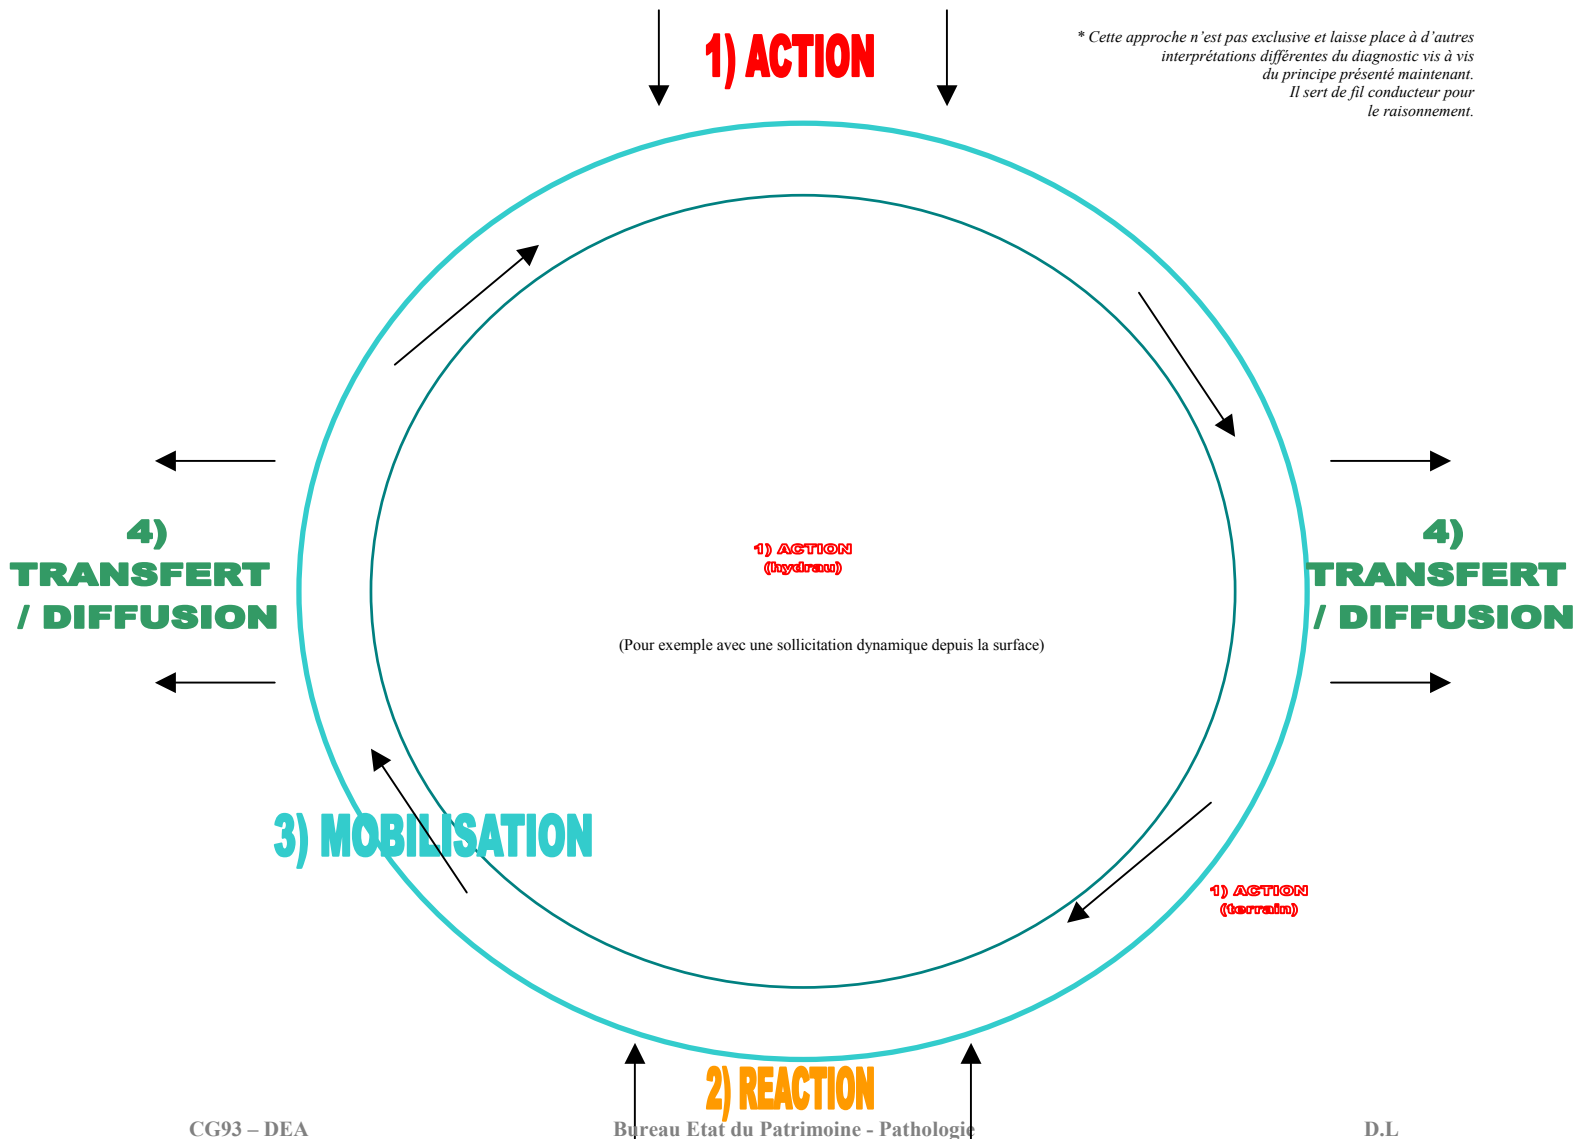 1) ACTION
* Cette approche n’est pas exclusive et laisse place à d’autres
interprétations différentes du diagnostic vis à vis
du principe présenté maintenant.
Il sert de fil conducteur pour
le raisonnement.
4)
TRANSFERT
/ DIFFUSION
1) ACTION
(hydrau)
4)
TRANSFERT
/ DIFFUSION
(Pour exemple avec une sollicitation dynamique depuis la surface)
3) MOBILISATION
1) ACTION
(terrain)
2) REACTION
CG93 – DEA Bureau Etat du Patrimoine - Pathologie D.L